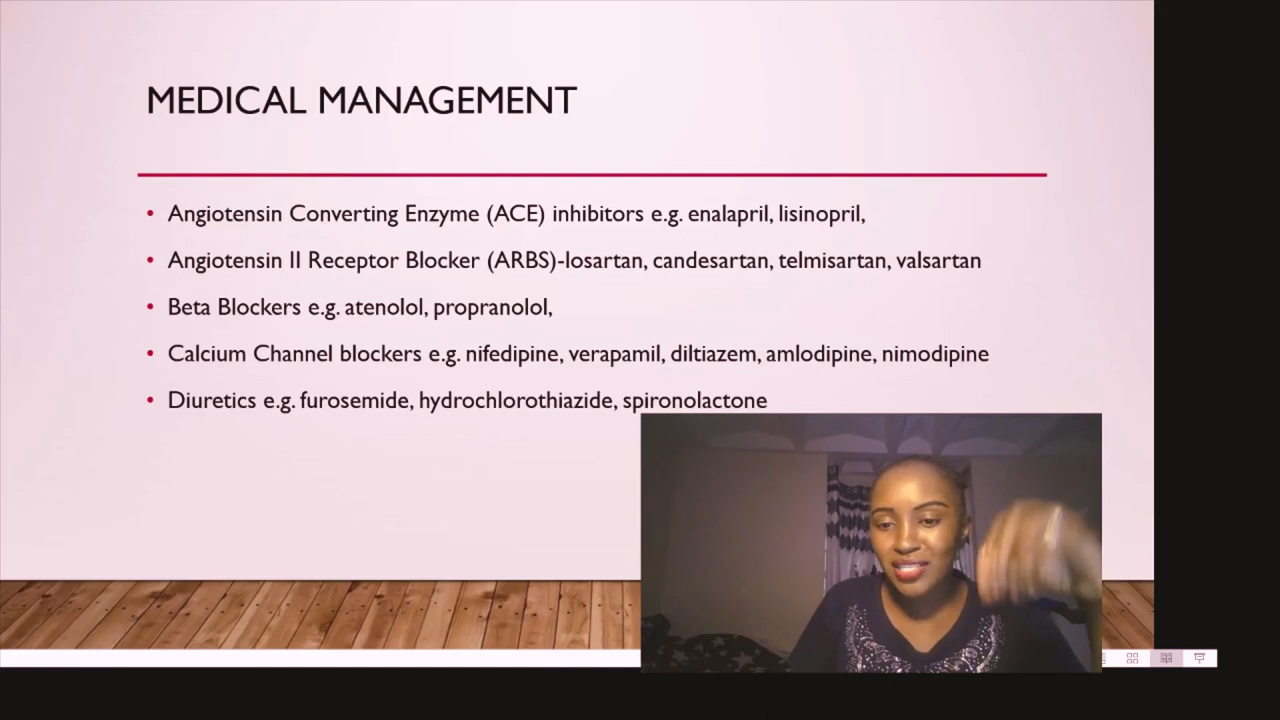 MEDICAL MANAGEMENT
• Angiotensin Converting Enzyme (ACE) inhibitors e.g. enalapril, lisinopril,
• Angiotensin II Receptor Blocker (ARBS)-losartan, candesartan, telmisartan, valsartan
• Beta Blockers e.g. atenolol, propranolol,
• Calcium Channel blockers e.g. nifedipine, verapamil, diltiazem, amlodipine, nimodipine
• Diuretics e.g. furosemide, hydrochlorothiazide, spironolactone